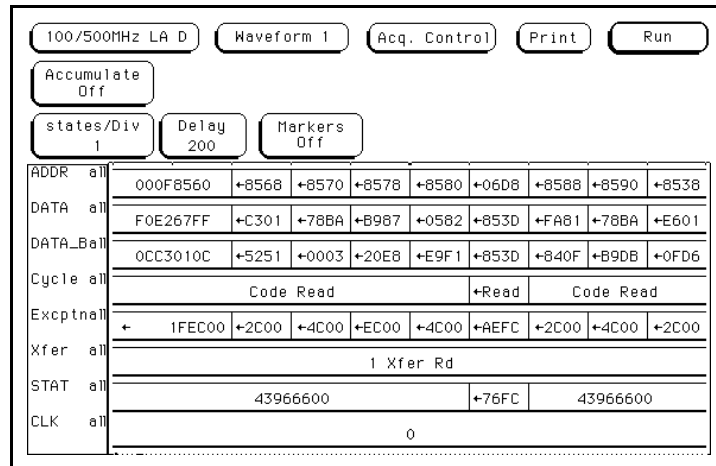 100/500MHz LA D Waveform 1 Acq. Control Print Run
Accumulate
Off
states/Div
1
Delay
200
Markers
Off
ADDR all 000F8560 ←8568 ←8570 ←8578 ←8580 ←06D8 ←8588 ←8590 ←8538
DATA all F0E267FF ←C301 ←78BA ←B987 ←0582 ←853D ←FA81 ←78BA ←E601
DATA_Ball 0CC3010C ←5251 ←0003 ←20E8 ←E9F1 ←853D ←840F ←B9DB ←0FD6
Cycle all Code Read ←Read Code Read
Excptnall ← 1FEC00 ←2C00 ←4C00 ←EC00 ←4C00 ←AEFC ←2C00 ←4C00 ←2C00
Xfer all 1 Xfer Rd
STAT all 43966600 ←76FC 43966600
CLK all 0